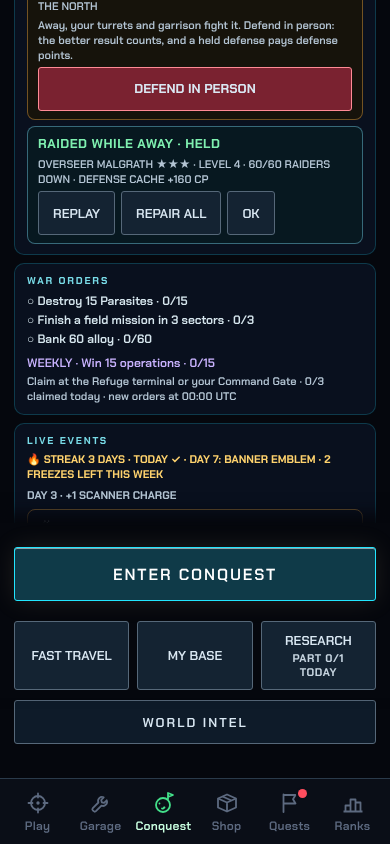 THE NORTH
Away, your turrets and garrison fight it. Defend in person:
the better result counts, and a held defense pays defense
points.
DEFEND IN PERSON
RAIDED WHILE AWAY · HELD
OVERSEER MALGRATH ★★★ · LEVEL 4 · 60/60 RAIDERS
DOWN · DEFENSE CACHE +160 CP
REPLAY
REPAIR ALL
OK
WAR ORDERS
○ Destroy 15 Parasites · 0/15
○ Finish a field mission in 3 sectors · 0/3
○ Bank 60 alloy · 0/60
WEEKLY · Win 15 operations · 0/15
Claim at the Refuge terminal or your Command Gate · 0/3
claimed today · new orders at 00:00 UTC
LIVE EVENTS
🔥 STREAK 3 DAYS · TODAY ✓ · DAY 7: BANNER EMBLEM · 2
FREEZES LEFT THIS WEEK
DAY 3 · +1 SCANNER CHARGE
ENTER CONQUEST
FAST TRAVEL
MY BASE
RESEARCH
PART 0/1
TODAY
WORLD INTEL
Play
Garage
Conquest
Shop
Quests
Ranks